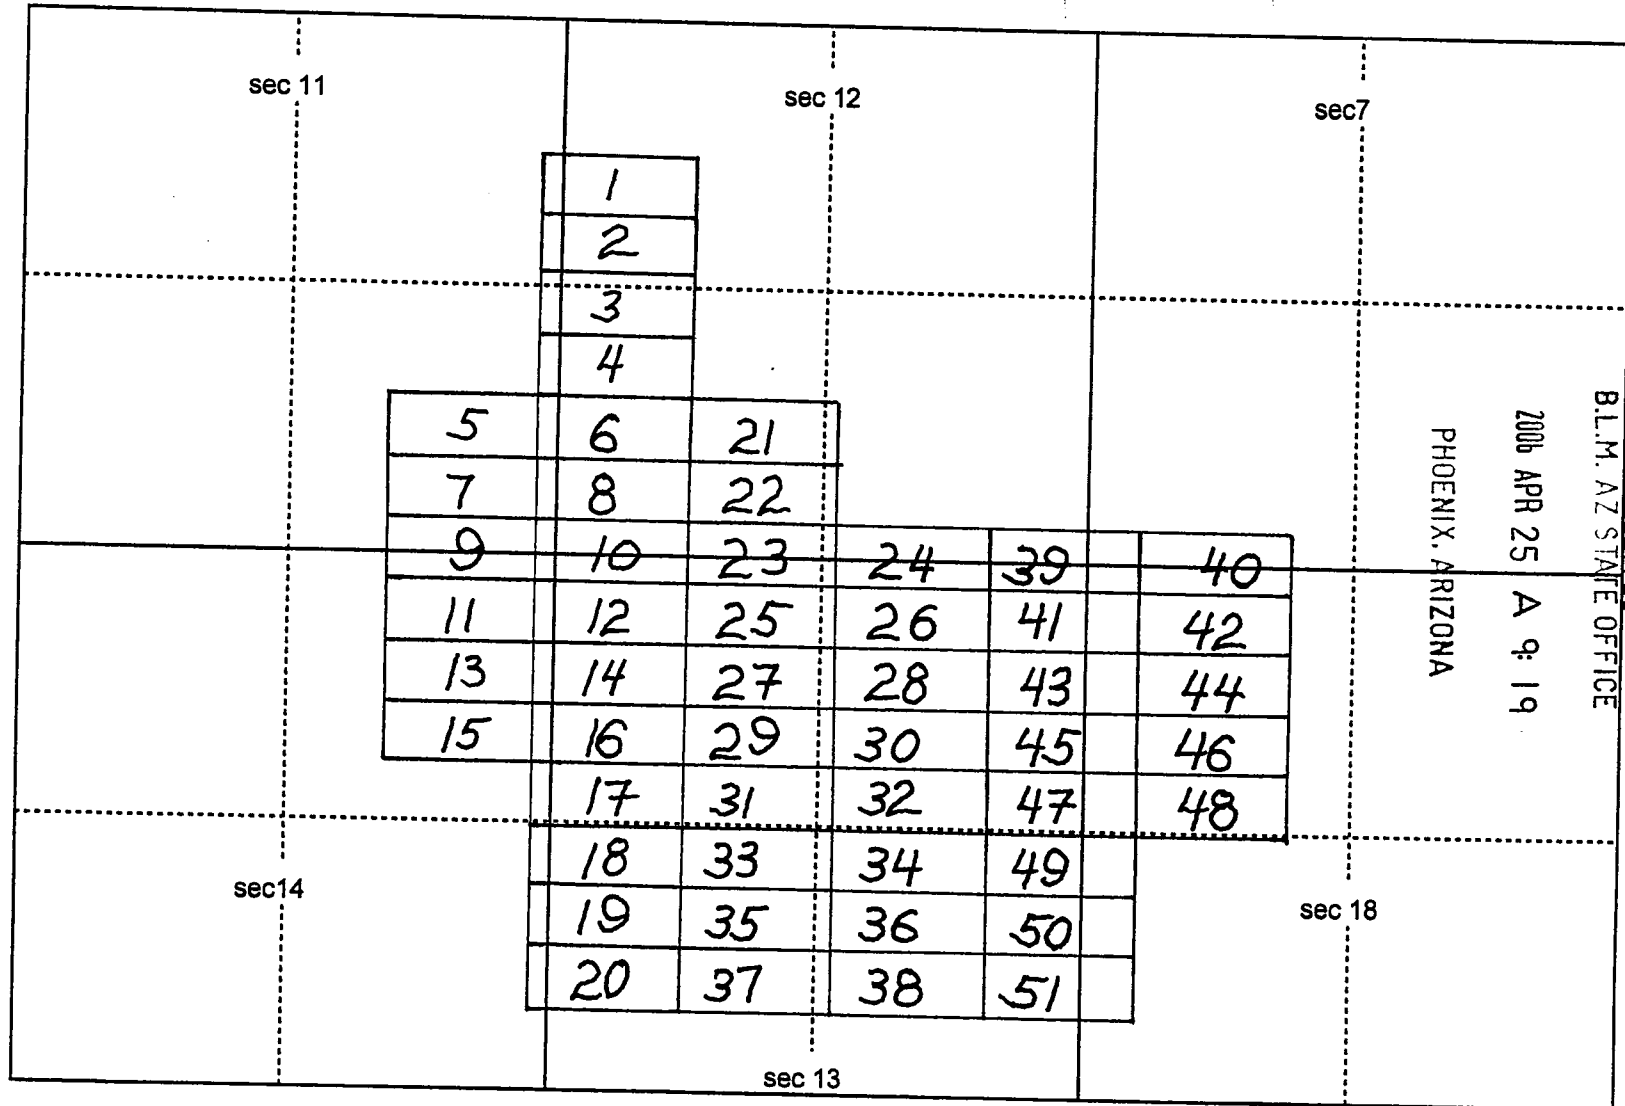 sec 11
sec 12
sec7
1
2
3
4
5 6 21
7 8 22
9 10 23 24 39 40
11 12 25 26 41 42
13 14 27 28 43 44
15 16 29 30 45 46
17 31 32 47 48
18 33 34 49
19 35 36 50
20 37 38 51
sec14
sec 18
sec 13
B.L.M. AZ STATE OFFICE
2006 APR 25 A 9:19
PHOENIX, ARIZONA